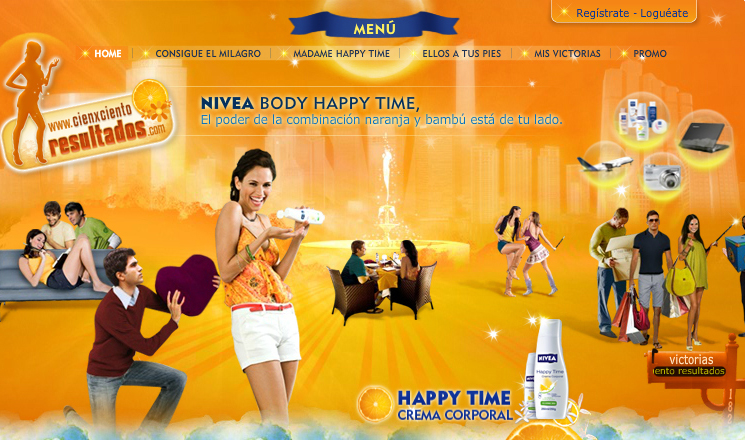 MENÚ
Regístrate - Loguéate
HOME
CONSIGUE EL MILAGRO
MADAME HAPPY TIME
ELLOS A TUS PIES
MIS VICTORIAS
PROMO
www.cienxciento
resultados.com
NIVEA BODY HAPPY TIME,
El poder de la combinación naranja y bambú está de tu lado.
victorias
ento resultados
NIVEA
Happy Time
HAPPY TIME
CREMA CORPORAL